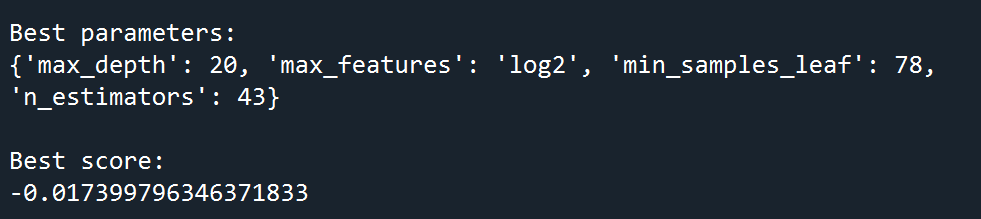 Best parameters:
{'max_depth': 20, 'max_features': 'log2', 'min_samples_leaf': 78,
'n_estimators': 43}
Best score:
-0.017399796346371833